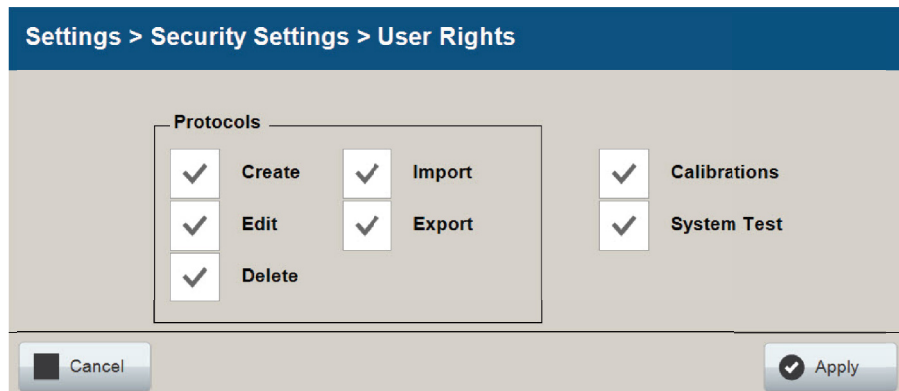 Settings > Security Settings > User Rights
Protocols
Create Import Calibrations
Edit Export System Test
Delete
Cancel Apply